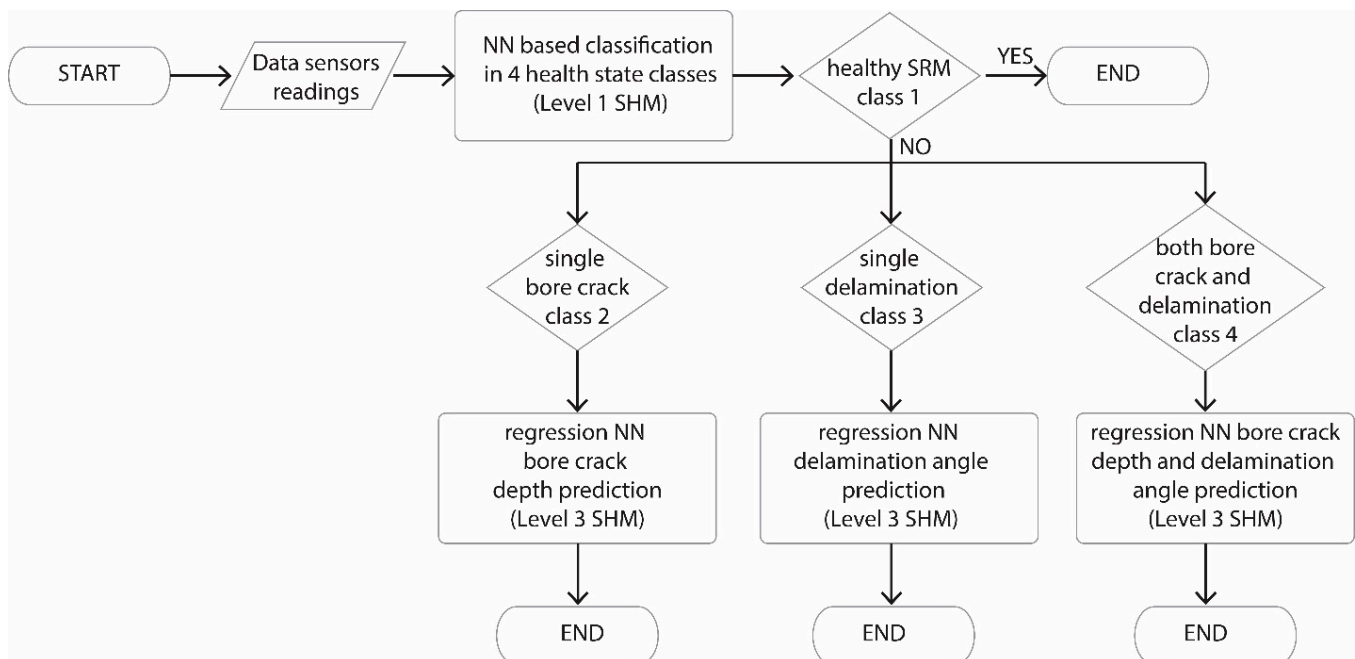 START
Data sensors
readings
NN based classification
in 4 health state classes
(Level 1 SHM)
healthy SRM
class 1
YES
END
NO
single
bore crack
class 2
single
delamination
class 3
both bore
crack and
delamination
class 4
regression NN
bore crack
depth prediction
(Level 3 SHM)
regression NN
delamination angle
prediction
(Level 3 SHM)
regression NN bore crack
depth and delamination
angle prediction
(Level 3 SHM)
END
END
END